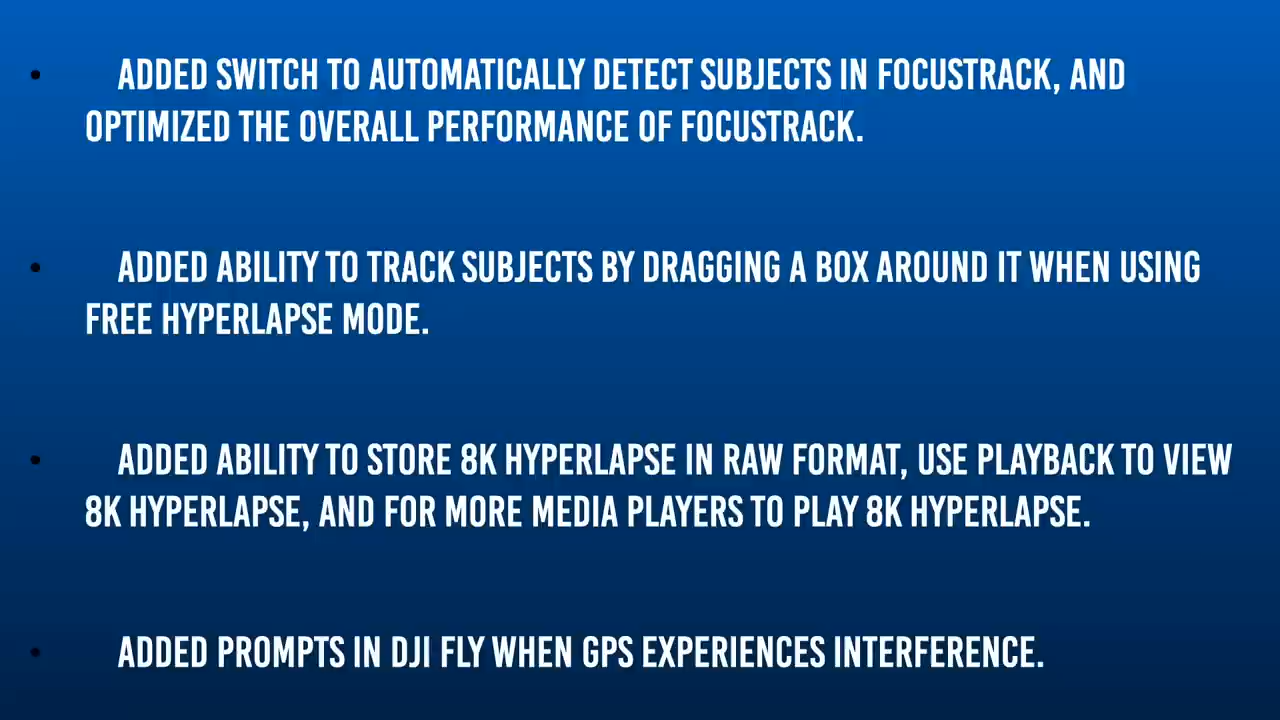 • ADDED SWITCH TO AUTOMATICALLY DETECT SUBJECTS IN FOCUSTRACK, AND
OPTIMIZED THE OVERALL PERFORMANCE OF FOCUSTRACK.
• ADDED ABILITY TO TRACK SUBJECTS BY DRAGGING A BOX AROUND IT WHEN USING
FREE HYPERLAPSE MODE.
• ADDED ABILITY TO STORE 8K HYPERLAPSE IN RAW FORMAT, USE PLAYBACK TO VIEW
8K HYPERLAPSE, AND FOR MORE MEDIA PLAYERS TO PLAY 8K HYPERLAPSE.
• ADDED PROMPTS IN DJI FLY WHEN GPS EXPERIENCES INTERFERENCE.